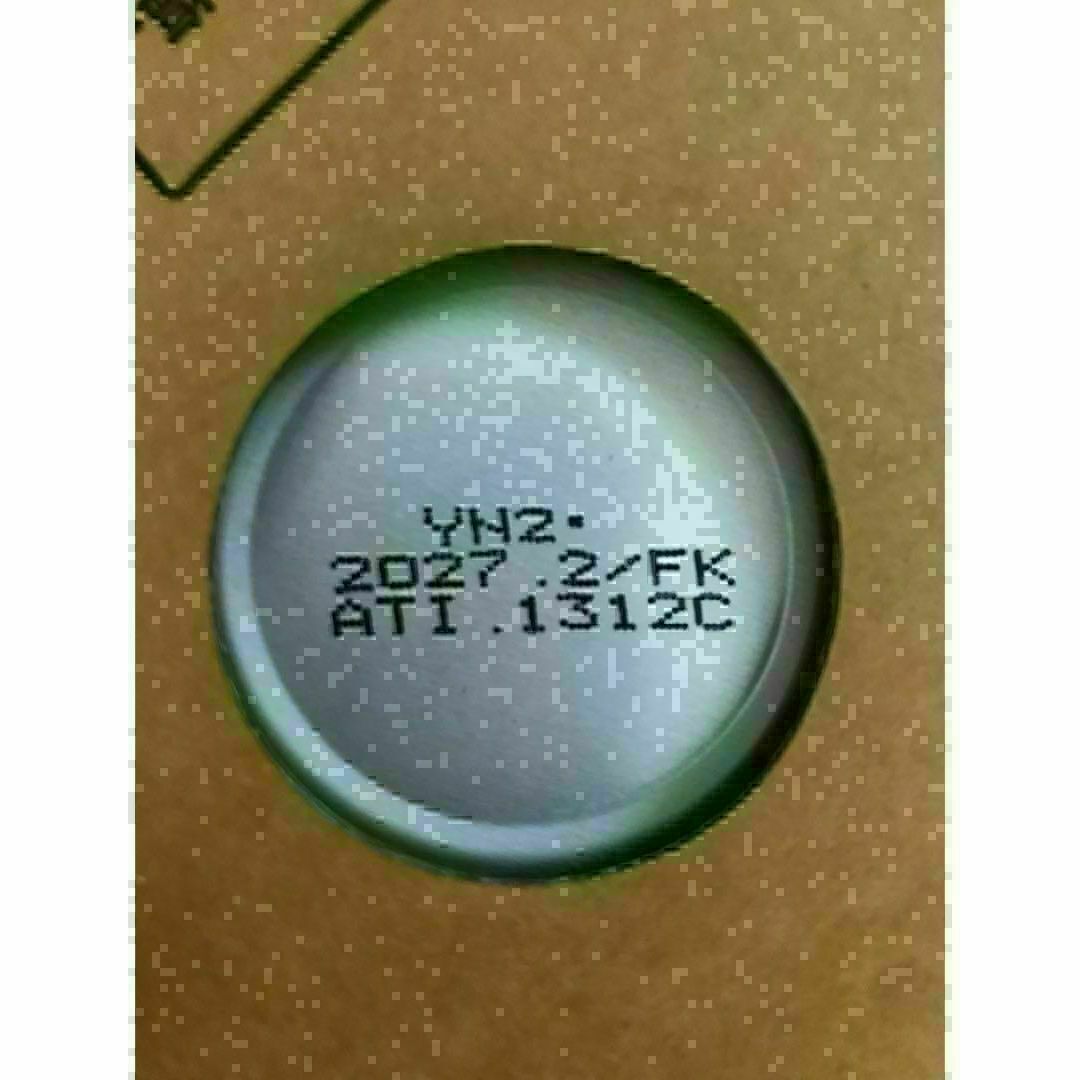 YN2·
2027 .2/FK
ATI .1312C